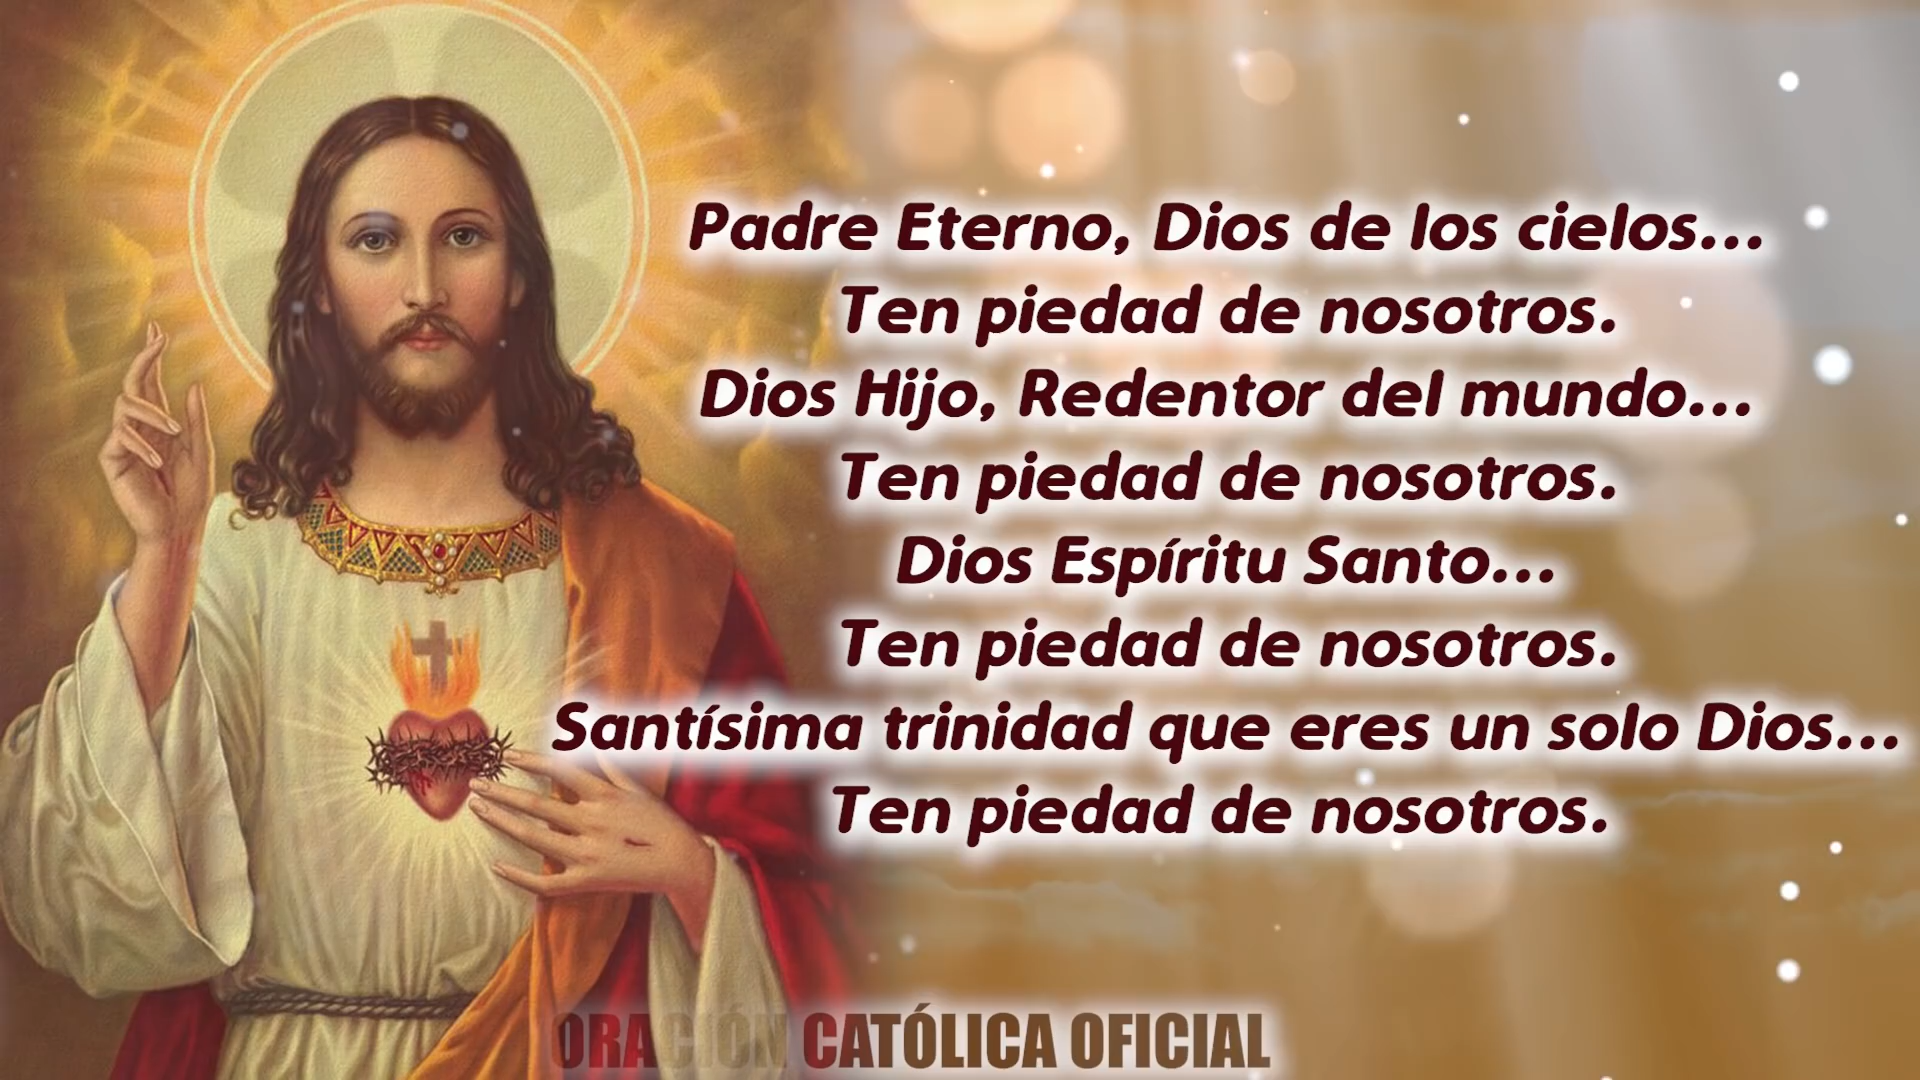 Padre Eterno, Dios de los cielos...
Ten piedad de nosotros.
Dios Hijo, Redentor del mundo...
Ten piedad de nosotros.
Dios Espíritu Santo...
Ten piedad de nosotros.
Santísima trinidad que eres un solo Dios...
Ten piedad de nosotros.
ORACIÓN CATÓLICA OFICIAL